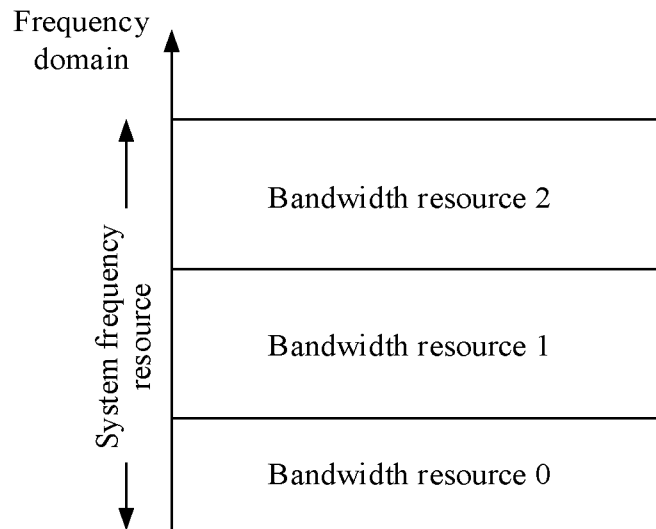 Frequency
domain
Bandwidth resource 2
System frequency
resource
Bandwidth resource 1
Bandwidth resource 0